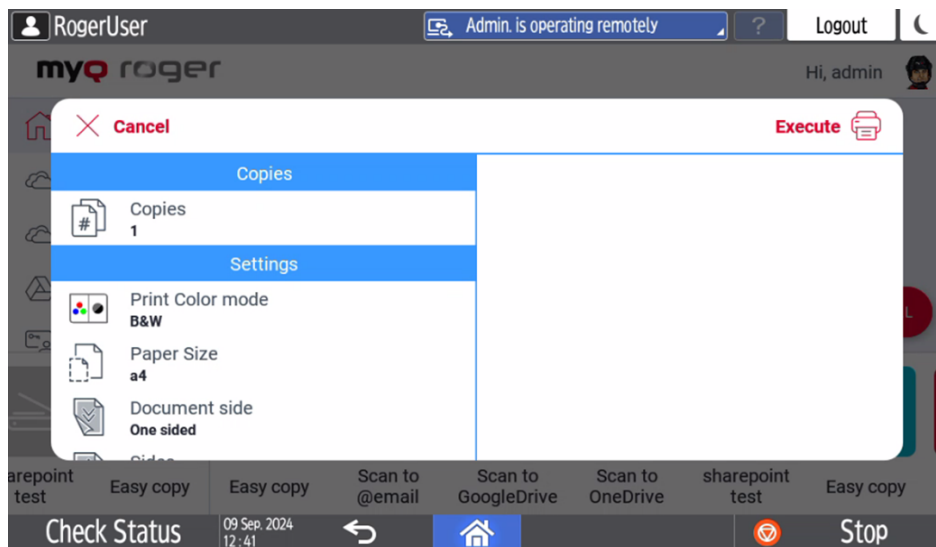 RogerUser
Admin. is operating remotely
?
Logout
myQ roger
Hi, admin
Cancel
Execute
Copies
#
Copies
1
Settings
Print Color mode
B&W
Paper Size
a4
Document side
One sided
Sides
L
arepoint
test
Easy copy
Easy copy
Scan to
@email
Scan to
GoogleDrive
Scan to
OneDrive
sharepoint
test
Easy copy
Check Status
09 Sep. 2024
12:41
Stop